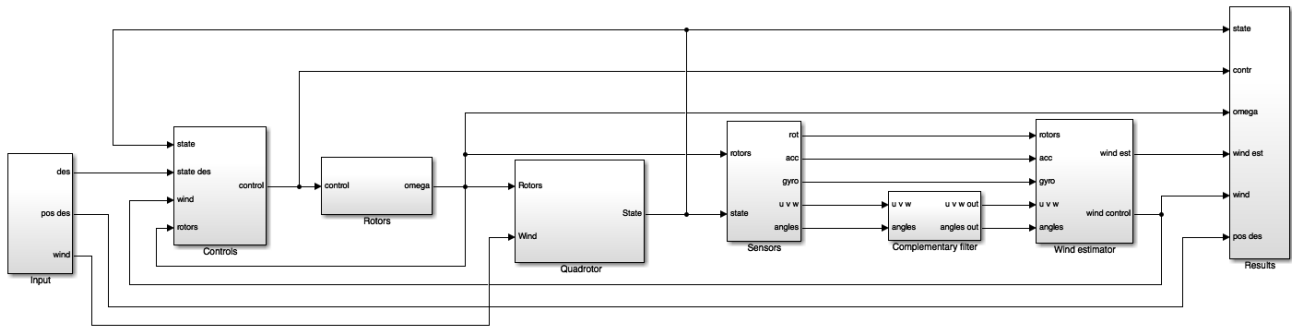 des
pos des
wind
Input
state
state des
wind
rotors
control
Controls
control
omega
Rotors
Rotors
Wind
State
Quadrotor
rotors
state
rot
acc
gyro
u v w
angles
Sensors
u v w
angles
u v w out
angles out
Complementary filter
rotors
acc
gyro
u v w
angles
wind est
wind control
Wind estimator
state
contr
omega
wind est
wind
pos des
Results